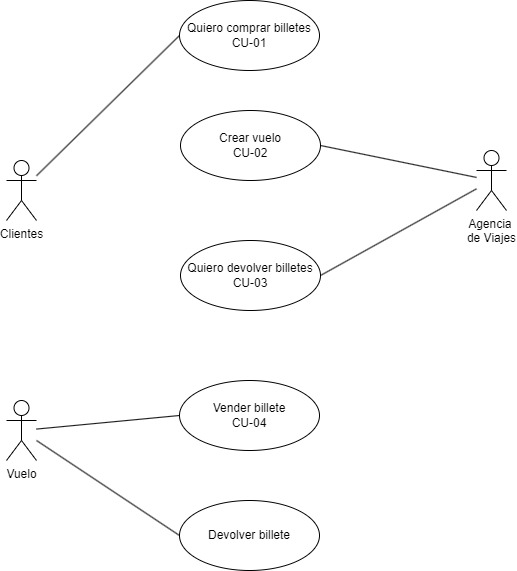 Quiero comprar billetes
CU-01
Crear vuelo
CU-02
Clientes
Agencia
de Viajes
Quiero devolver billetes
CU-03
Vender billete
CU-04
Vuelo
Devolver billete